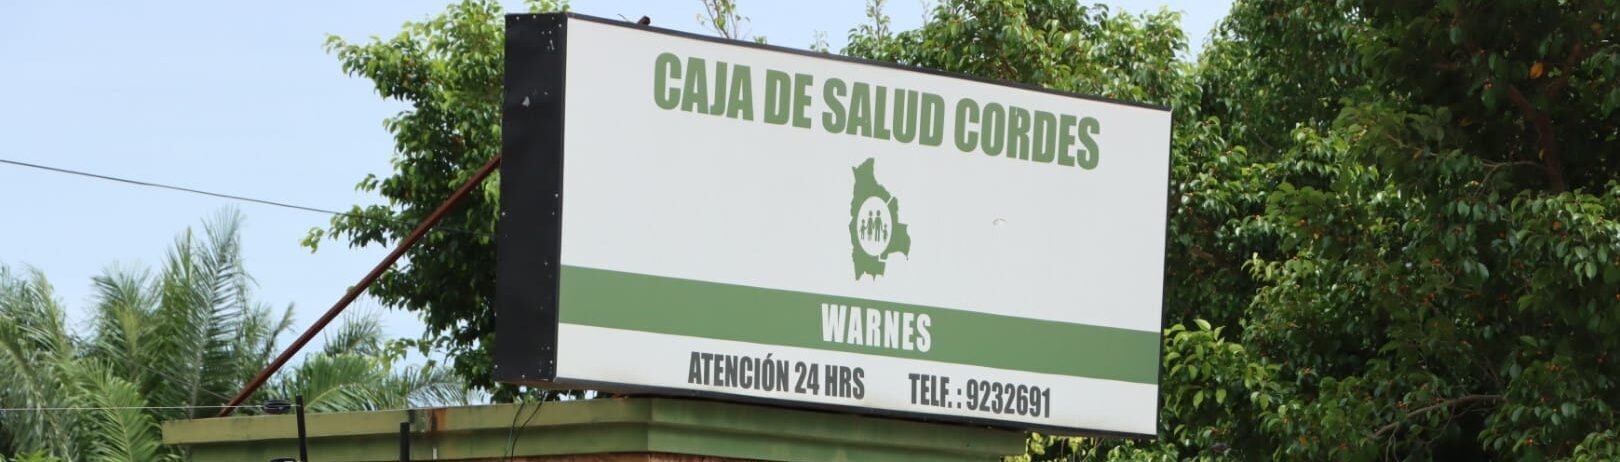 CAJA DE SALUD CORDES
WARNES
ATENCIÓN 24 HRS TELF.: 9232691